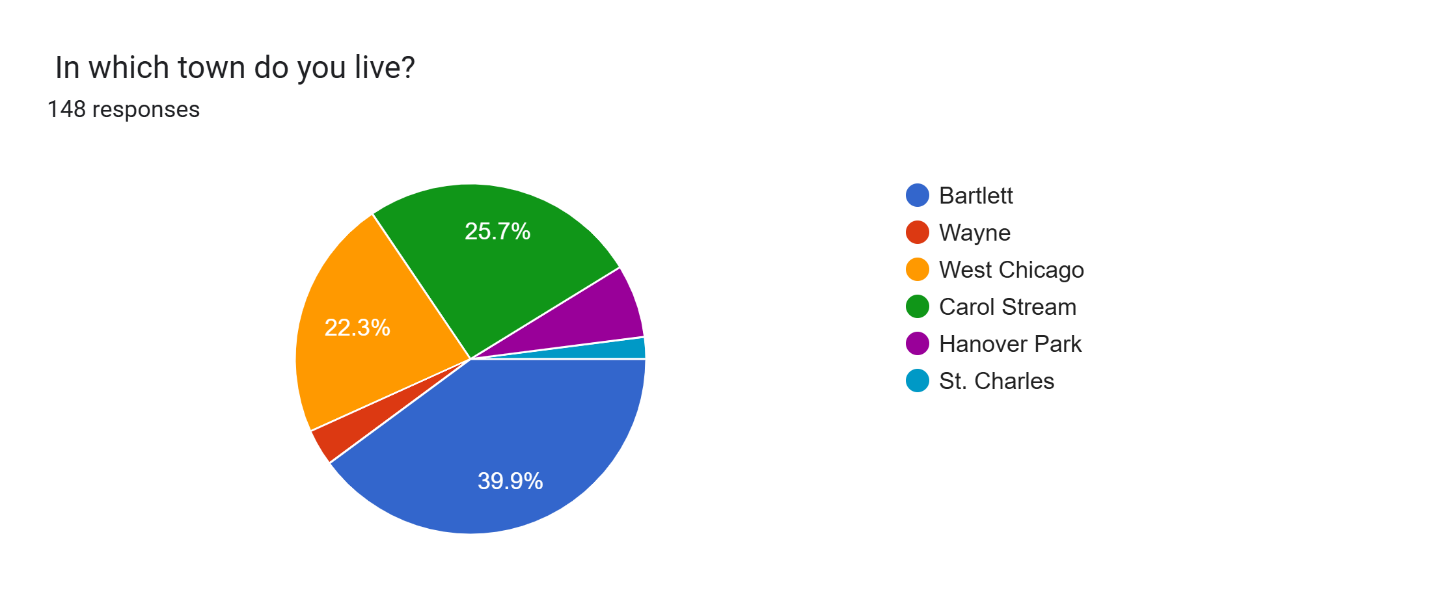 In which town do you live?
148 responses
25.7%
22.3%
39.9%
Bartlett
Wayne
West Chicago
Carol Stream
Hanover Park
St. Charles